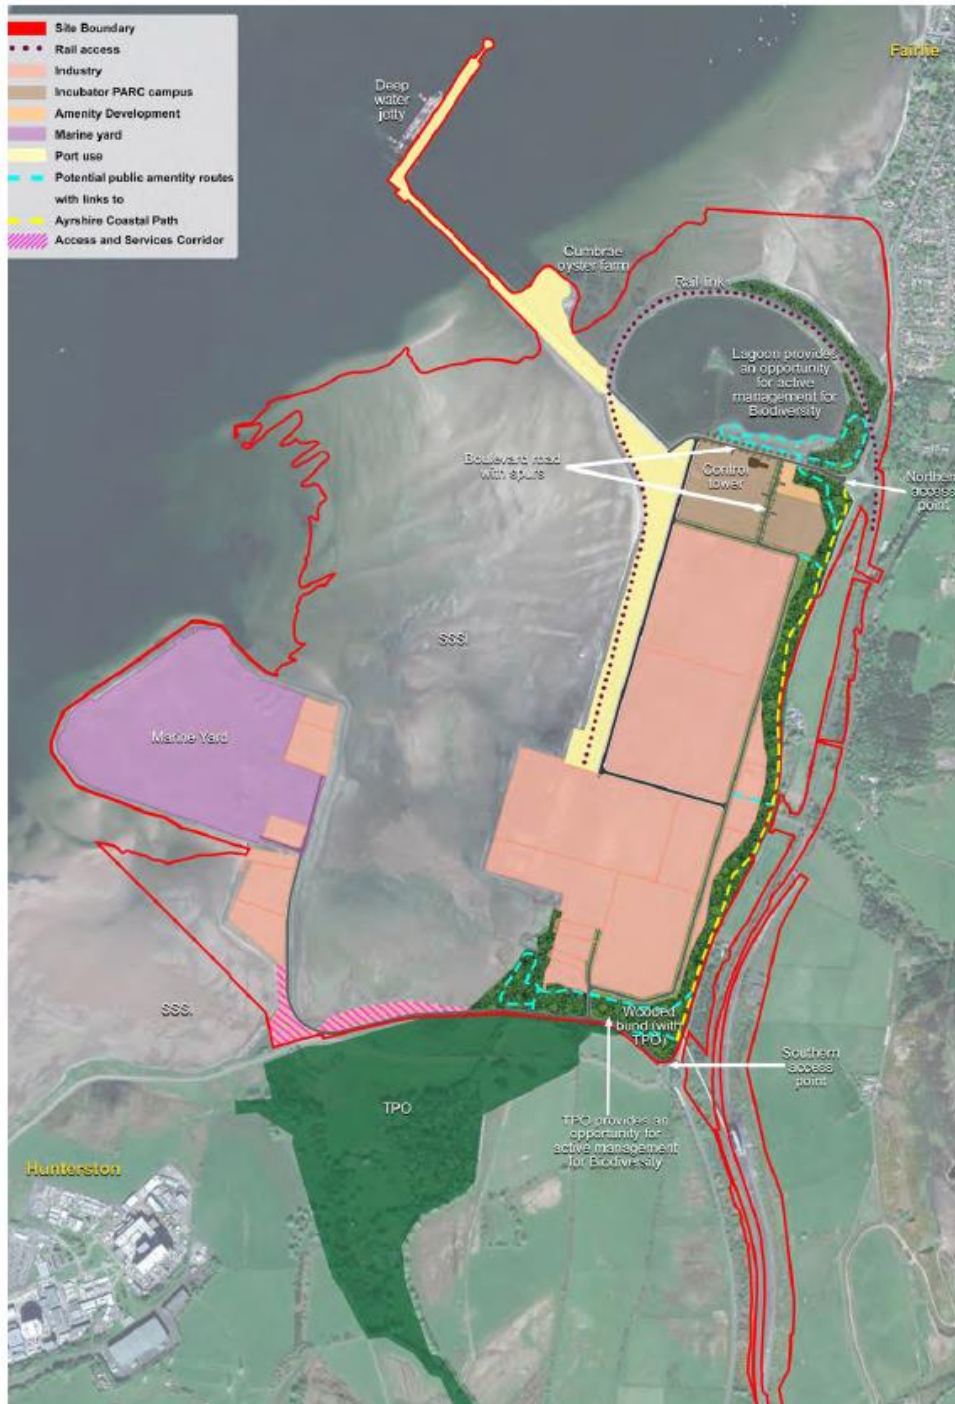 Site Boundary
Rail access
Industry
Incubator PARC campus
Amenity Development
Marine yard
Port use
Potential public amentity routes
with links to
Ayrshire Coastal Path
Access and Services Corridor
Fairlie
Deep
water
jetty
Cumbrae
oyster farm
Rail link
Lagoon provides
an opportunity
for active
management for
Biodiversity
Boulevard road
with spurs
Control
tower
Northern
access
point
SSSI
Marine Yard
SSSI
Wooded
bund (with
TPO)
Southern
access
point
TPO
TPO provides an
opportunity for
active management
for Biodiversity
Hunterston